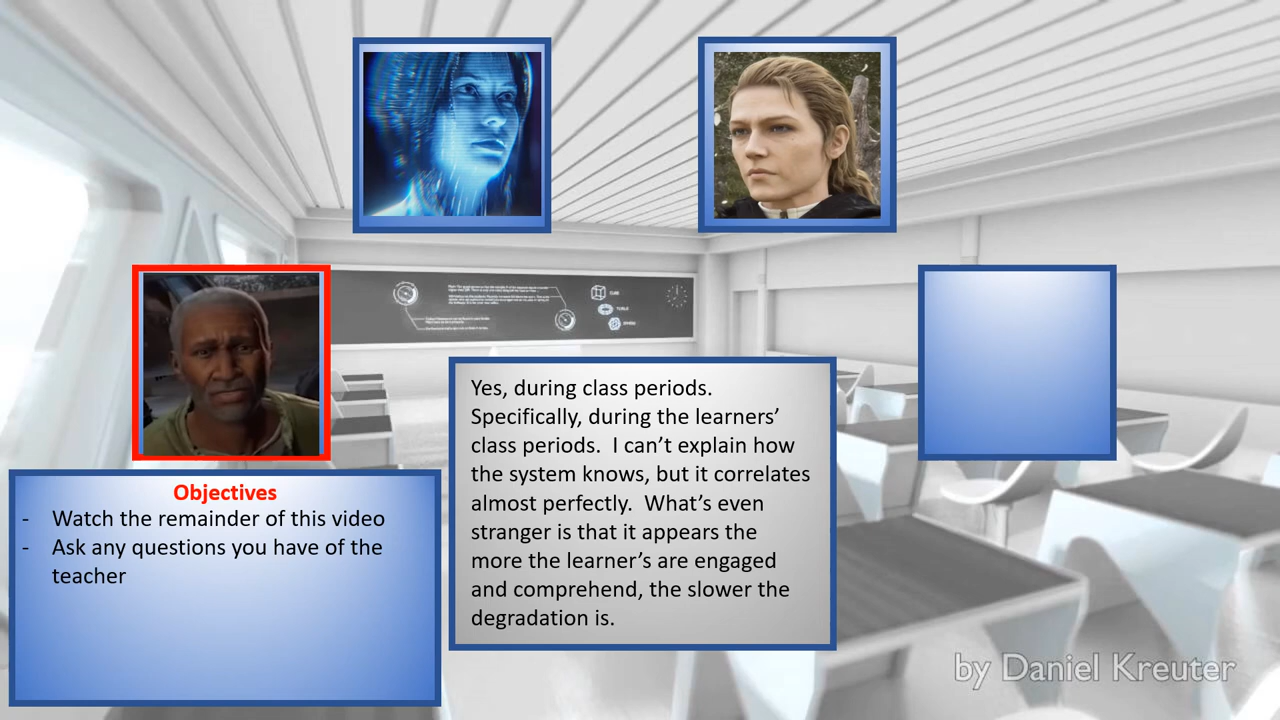 Objectives
- Watch the remainder of this video
- Ask any questions you have of the
teacher
Yes, during class periods.
Specifically, during the learners’
class periods.  I can’t explain how
the system knows, but it correlates
almost perfectly.  What’s even
stranger is that it appears the
more the learner’s are engaged
and comprehend, the slower the
degradation is.
by Daniel Kreuter